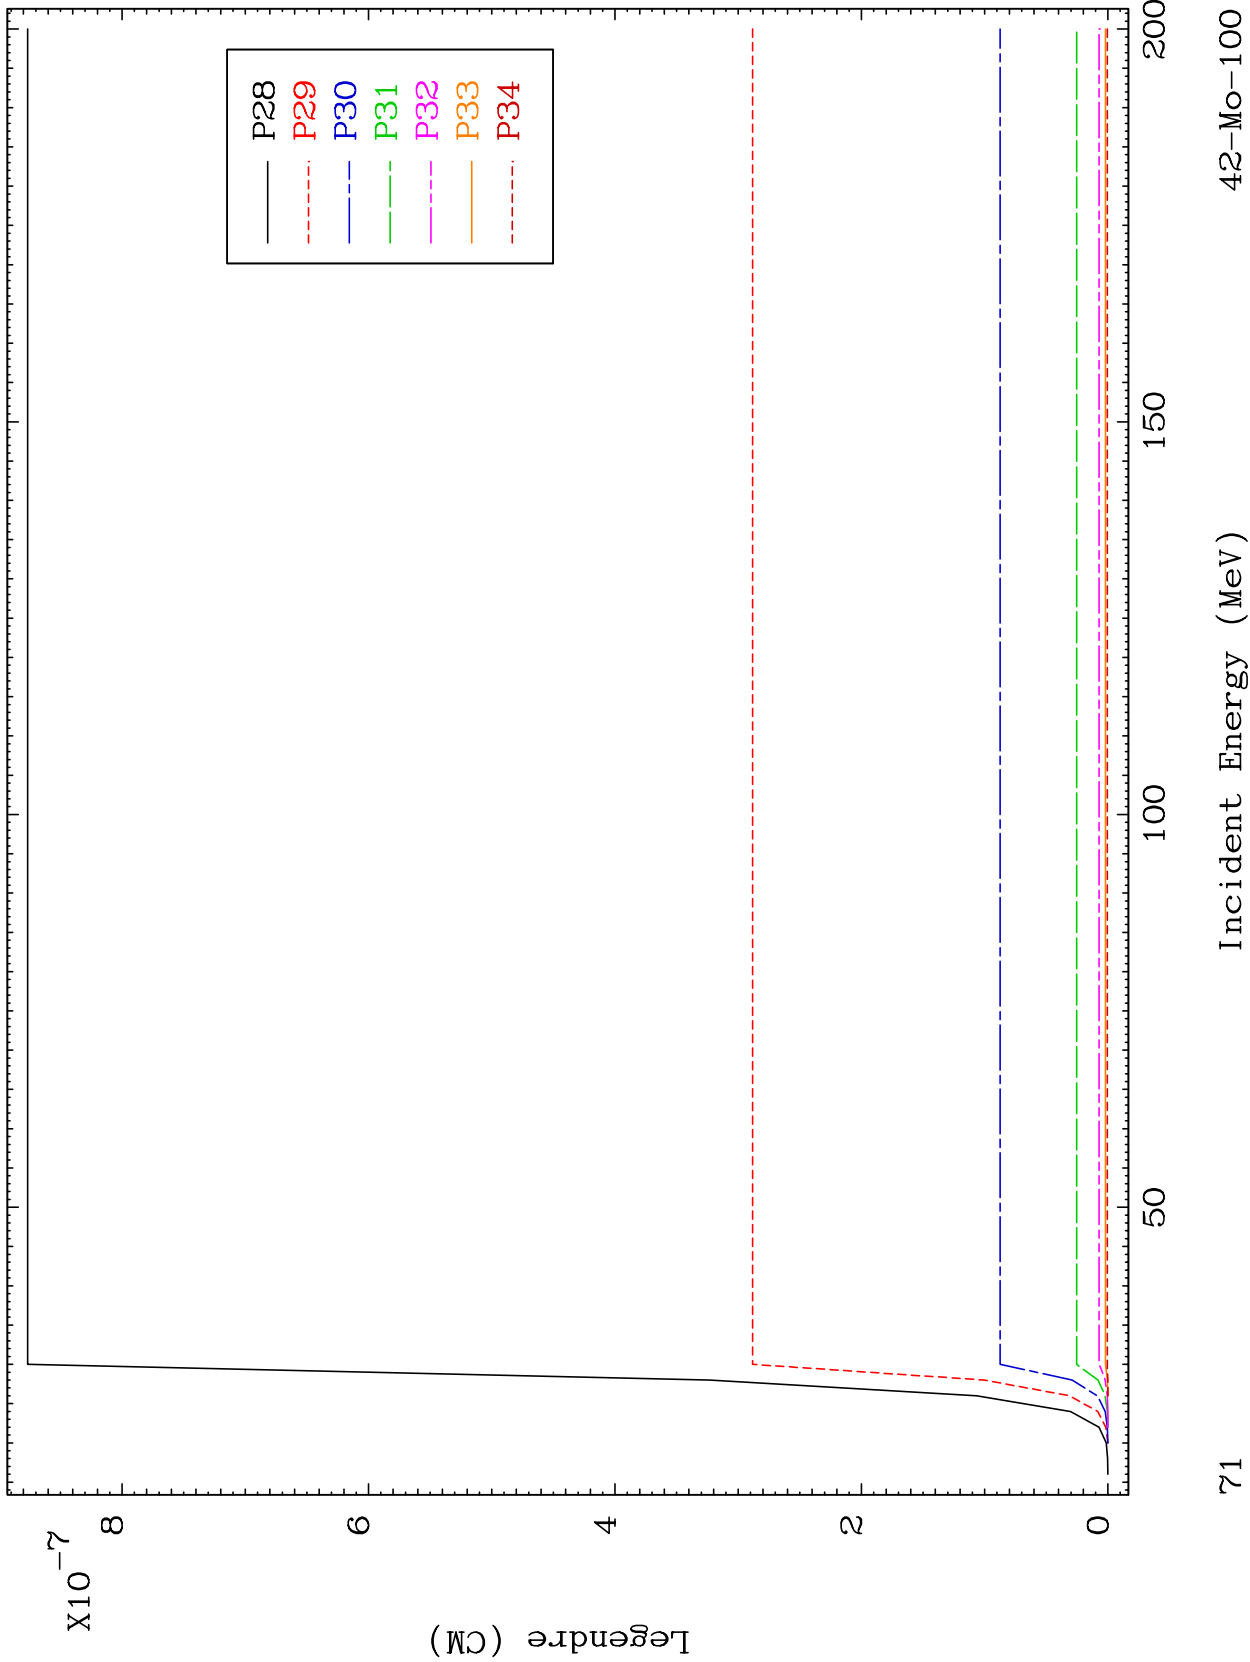 X10-7
Legendre (CM)
8
6
4
2
0
P28
P29
P30
P31
P32
P33
P34
50
100
150
200
Incident Energy (MeV)
71
42-Mo-100